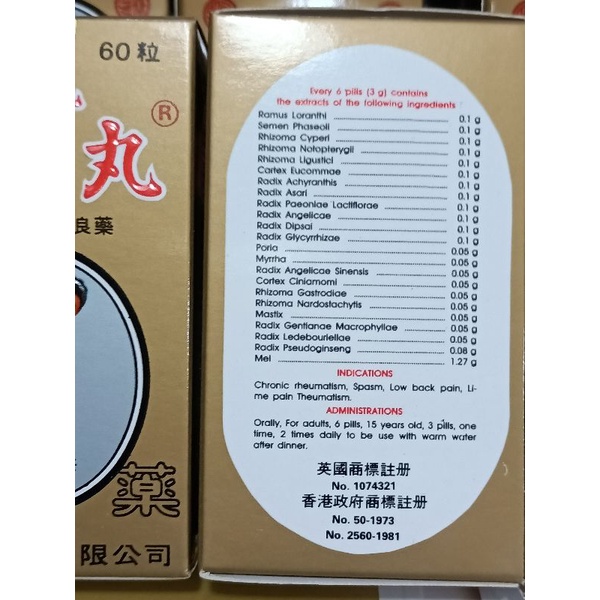 60粒
®
丸
良藥
藥
限公司
Every 6 pills (3 g) contains
the extracts of the following ingredients :
Ramus Loranthi 0.1 g
Semen Phaseoli 0.1 g
Rhizoma Cyperi 0.1 g
Rhizoma Notopterygil 0.1 g
Rhizoma Ligustici 0.1 g
Cartex Eucommae 0.1 g
Radix Achyranthis 0.1 g
Radix Asari 0.1 g
Radix Paeoniae Lactiflorae 0.1 g
Radix Angelicae 0.1 g
Radix Dipsai 0.1 g
Radix Glycyrrhizae 0.1 g
Poria 0.05 g
Myrrha 0.05 g
Radix Angelicae Sinensis 0.05 g
Cortex Ciniamomi 0.05 g
Rhizoma Gastrodiae 0.05 g
Rhizoma Nardostachytis 0.05 g
Mastix 0.05 g
Radix Gentianae Macrophyllae 0.05 g
Radix Ledebouriellae 0.05 g
Radix Pseudoginseng 0.08 g
Mel 1.27 g
INDICATIONS
Chronic rheumatism, Spasm, Low back pain, Li-
me pain Theumatism.
ADMINISTRATIONS
Orally, For adults, 6 pills, 15 years old, 3 pills, one
time, 2 times daily to be use with warm water
after dinner.
英國商標註册
No. 1074321
香港政府商標註册
No. 50-1973
No. 2560-1981